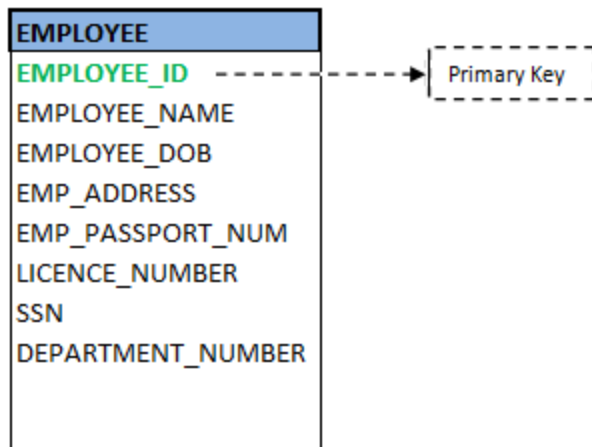 EMPLOYEE
EMPLOYEE_ID
Primary Key
EMPLOYEE_NAME
EMPLOYEE_DOB
EMP_ADDRESS
EMP_PASSPORT_NUM
LICENCE_NUMBER
SSN
DEPARTMENT_NUMBER